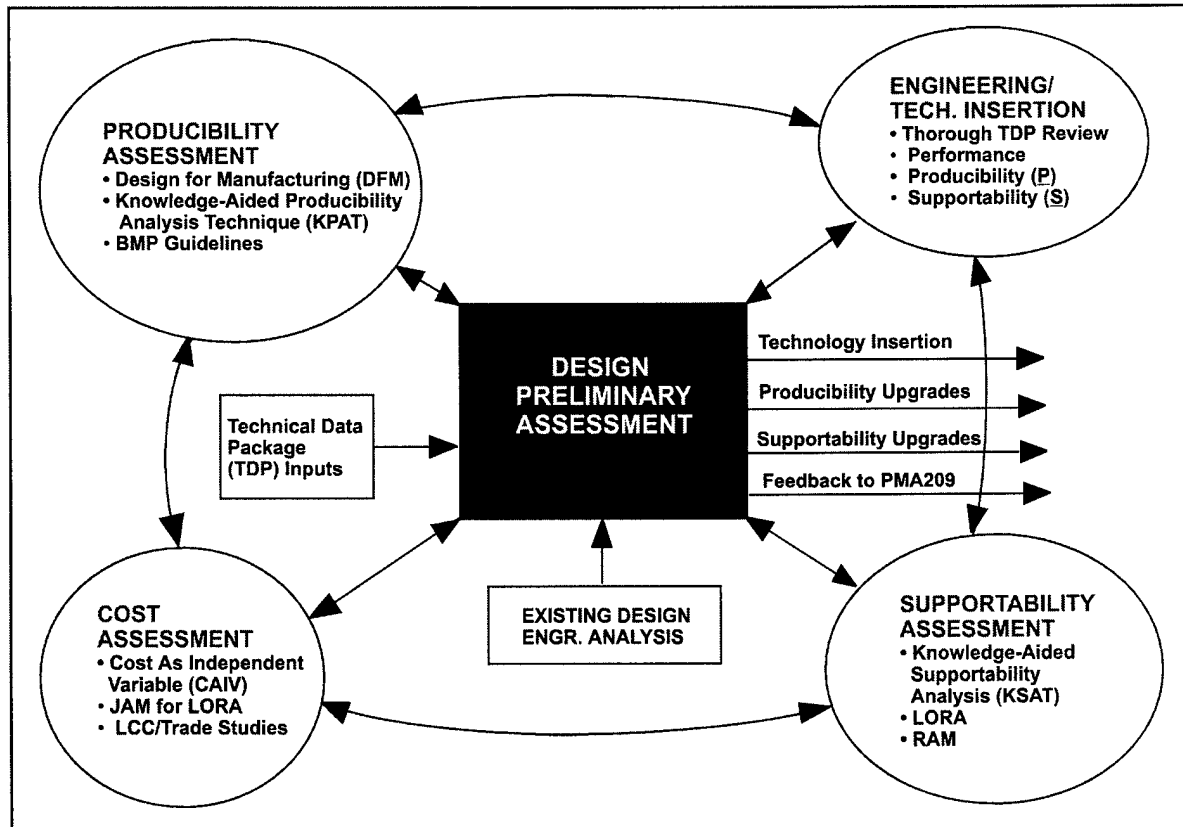 PRODUCIBILITY
ASSESSMENT
• Design for Manufacturing (DFM)
• Knowledge-Aided Producibility
Analysis Technique (KPAT)
• BMP Guidelines
ENGINEERING/
TECH. INSERTION
• Thorough TDP Review
• Performance
• Producibility (P)
• Supportability (S)
DESIGN
PRELIMINARY
ASSESSMENT
Technical Data
Package
(TDP) Inputs
Technology Insertion
Producibility Upgrades
Supportability Upgrades
Feedback to PMA209
EXISTING DESIGN
ENGR. ANALYSIS
COST
ASSESSMENT
• Cost As Independent
Variable (CAIV)
• JAM for LORA
• LCC/Trade Studies
SUPPORTABILITY
ASSESSMENT
• Knowledge-Aided
Supportability
Analysis (KSAT)
• LORA
• RAM